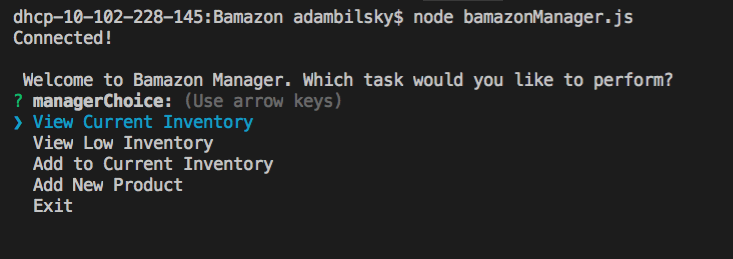 dhcp-10-102-228-145:Bamazon adambilsky$ node bamazonManager.js
Connected!
Welcome to Bamazon Manager. Which task would you like to perform?
? managerChoice: (Use arrow keys)
❯ View Current Inventory
View Low Inventory
Add to Current Inventory
Add New Product
Exit